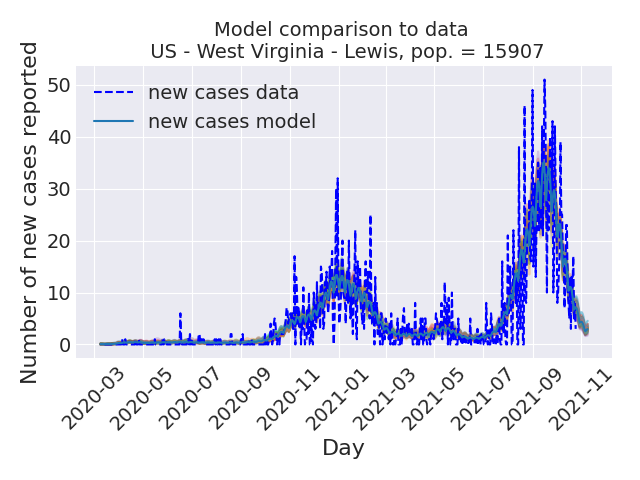 Model comparison to data
US - West Virginia - Lewis, pop. = 15907
Number of new cases reported
50
40
30
20
10
0
new cases data
new cases model
2020-03
2020-05
2020-07
2020-09
2020-11
2021-01
2021-03
2021-05
2021-07
2021-09
2021-11
Day